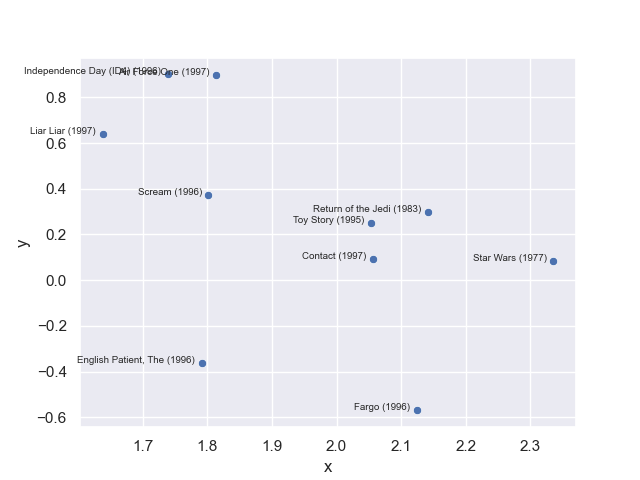 Independence Day (ID4) (1996)
Air Force One (1997)
0.8
Liar Liar (1997)
0.6
Scream (1996)
0.4
Return of the Jedi (1983)
Toy Story (1995)
0.2
Contact (1997)
Star Wars (1977)
y
0.0
−0.2
English Patient, The (1996)
−0.4
Fargo (1996)
−0.6
1.7 1.8 1.9 2.0 2.1 2.2 2.3
x